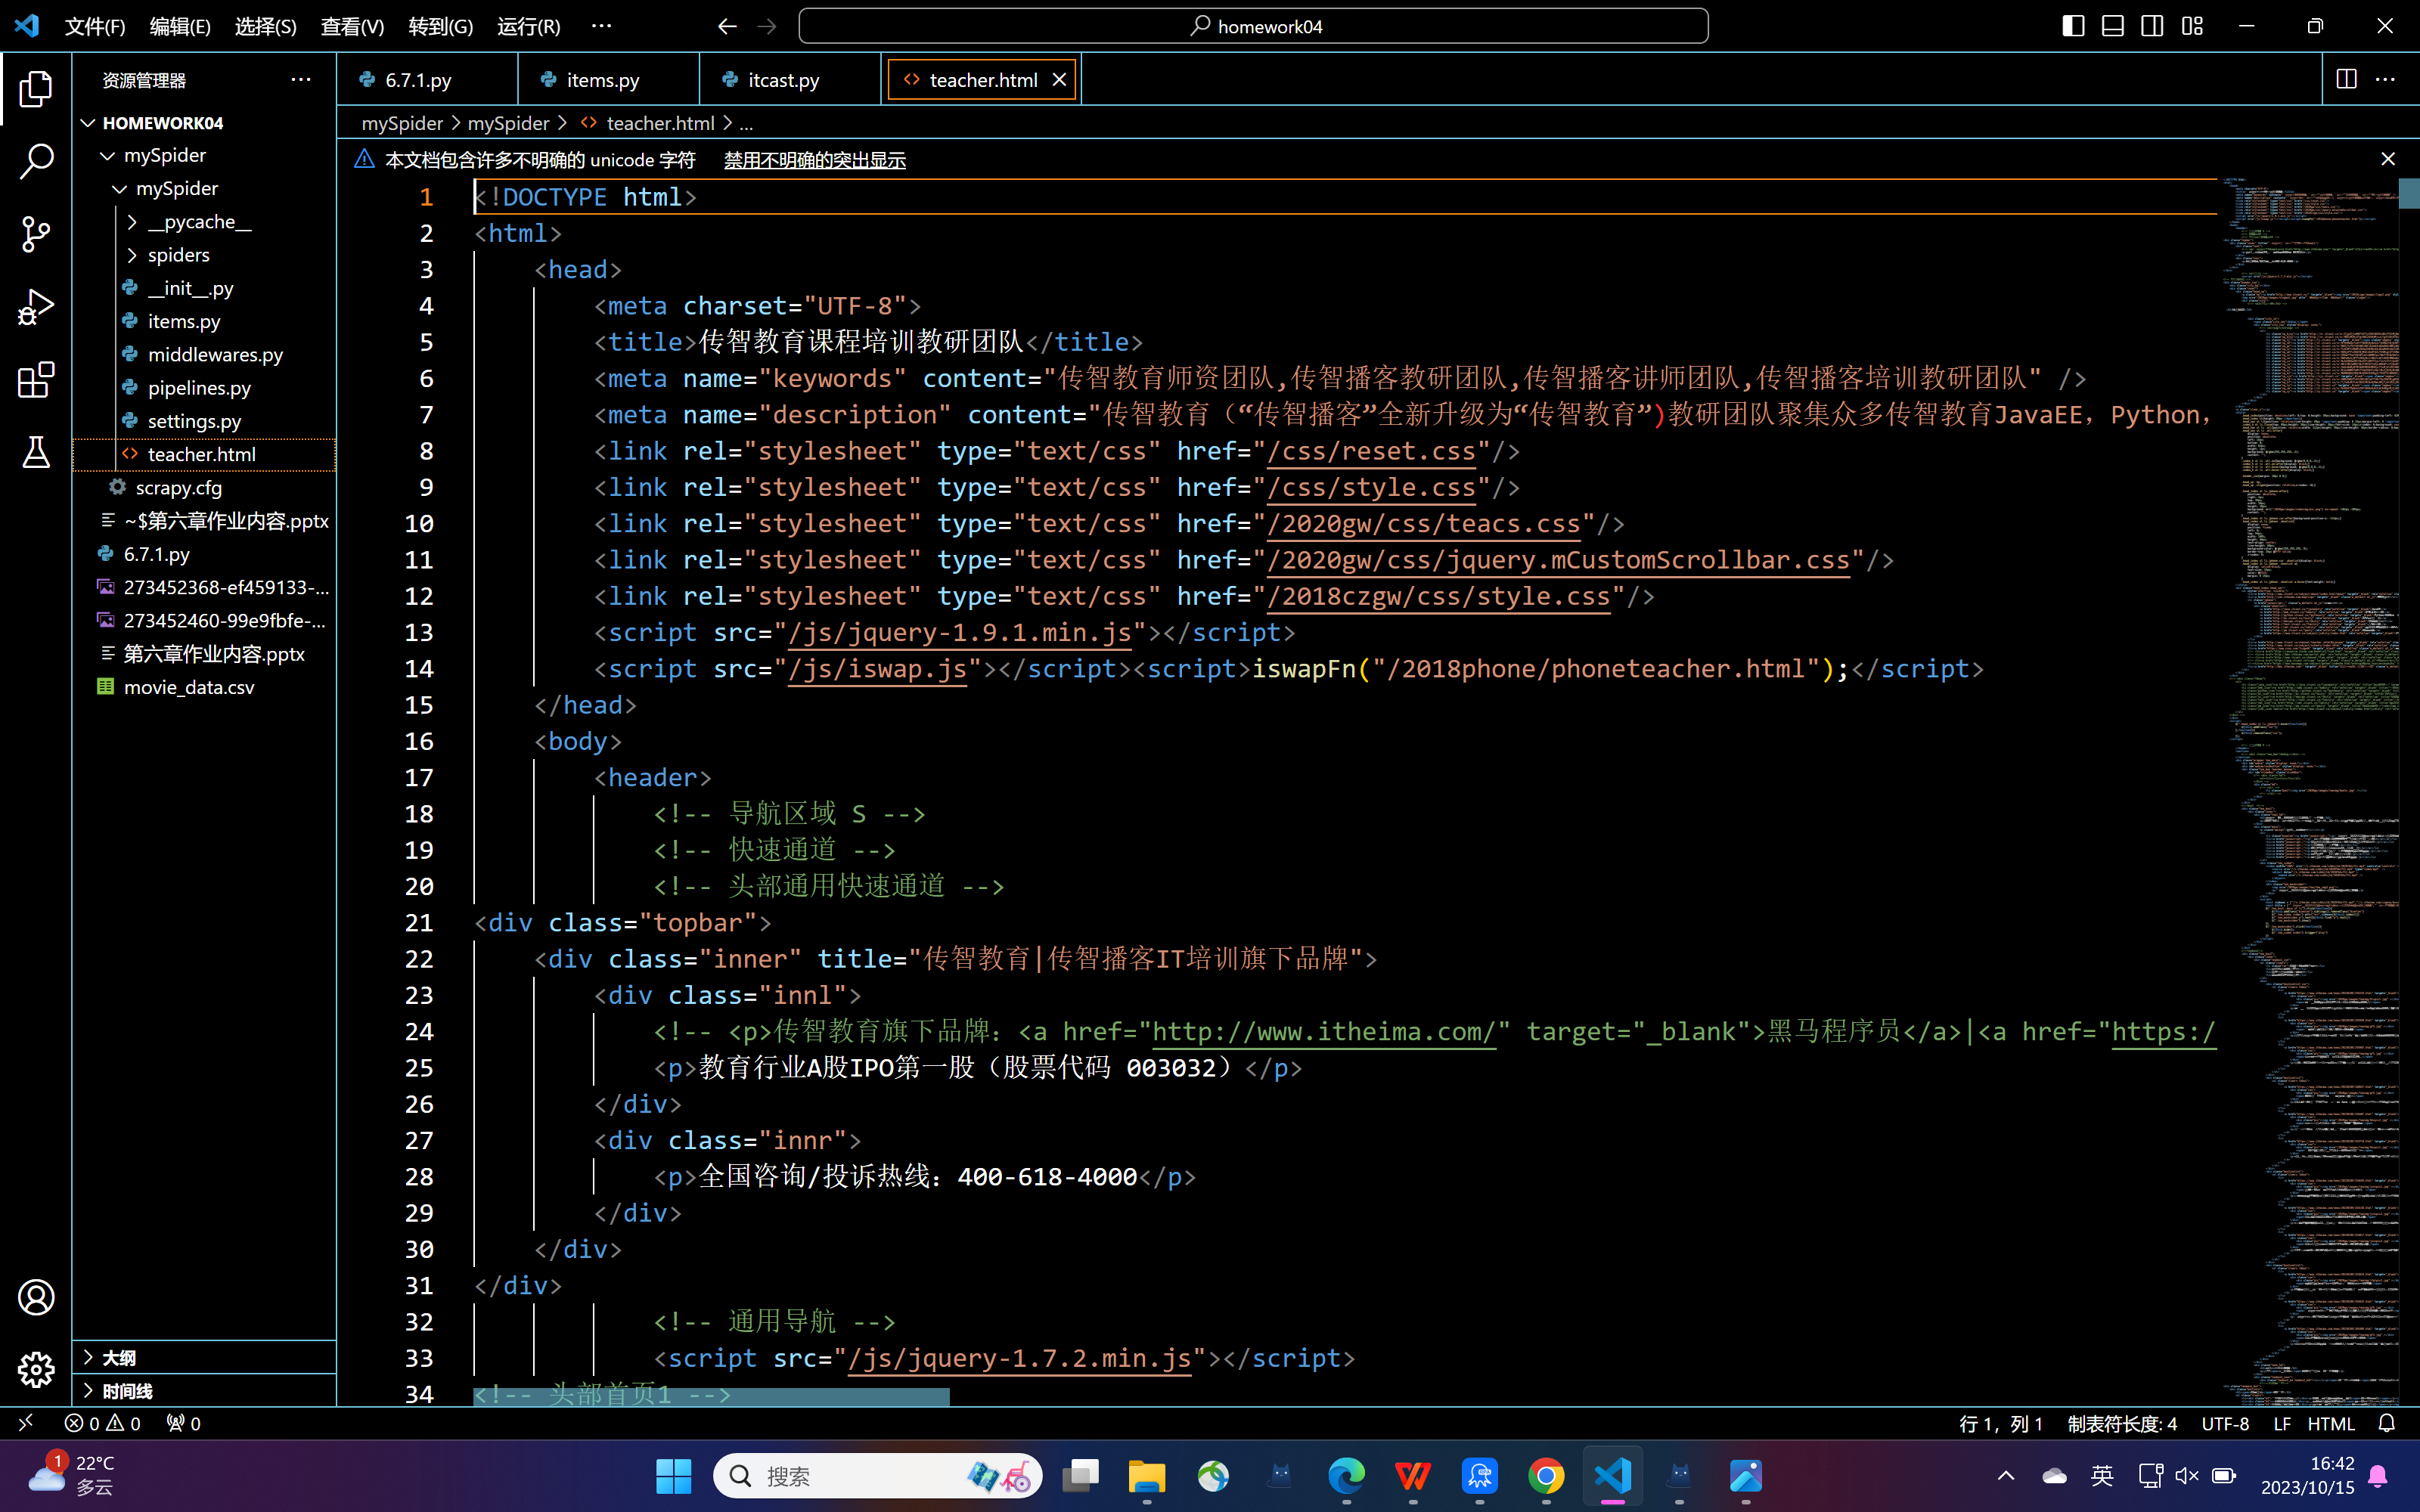 文件(F) 编辑(E) 选择(S) 查看(V) 转到(G) 运行(R) ··· homework04
资源管理器 ···
6.7.1.py items.py itcast.py teacher.html
HOMEWORK04
mySpider
mySpider
__pycache__
spiders
__init__.py
items.py
middlewares.py
pipelines.py
settings.py
teacher.html
scrapy.cfg
~$第六章作业内容.pptx
6.7.1.py
273452368-ef459133-...
273452460-99e9fbfe-...
第六章作业内容.pptx
movie_data.csv
大纲
时间线
mySpider > mySpider > teacher.html > ...
本文档包含许多不明确的 unicode 字符 禁用不明确的突出显示
1 <!DOCTYPE html>
2 <html>
3 <head>
4 <meta charset="UTF-8">
5 <title>传智教育课程培训教研团队</title>
6 <meta name="keywords" content="传智教育师资团队,传智播客教研团队,传智播客讲师团队,传智播客培训教研团队" />
7 <meta name="description" content="传智教育（“传智播客”全新升级为“传智教育”)教研团队聚集众多传智教育JavaEE，Python，
8 <link rel="stylesheet" type="text/css" href="/css/reset.css"/>
9 <link rel="stylesheet" type="text/css" href="/css/style.css"/>
10 <link rel="stylesheet" type="text/css" href="/2020gw/css/teacs.css"/>
11 <link rel="stylesheet" type="text/css" href="/2020gw/css/jquery.mCustomScrollbar.css"/>
12 <link rel="stylesheet" type="text/css" href="/2018czgw/css/style.css"/>
13 <script src="/js/jquery-1.9.1.min.js"></script>
14 <script src="/js/iswap.js"></script><script>iswapFn("/2018phone/phoneteacher.html");</script>
15 </head>
16 <body>
17 <header>
18 <!-- 导航区域 S -->
19 <!-- 快速通道 -->
20 <!-- 头部通用快速通道 -->
21 <div class="topbar">
22 <div class="inner" title="传智教育|传智播客IT培训旗下品牌">
23 <div class="innl">
24 <!-- <p>传智教育旗下品牌：<a href="http://www.itheima.com/" target="_blank">黑马程序员</a>|<a href="https:/
25 <p>教育行业A股IPO第一股（股票代码 003032）</p>
26 </div>
27 <div class="innr">
28 <p>全国咨询/投诉热线：400-618-4000</p>
29 </div>
30 </div>
31 </div>
32 <!-- 通用导航 -->
33 <script src="/js/jquery-1.7.2.min.js"></script>
34 <!-- 头部首页1 -->
0 0 0 行 1，列 1 制表符长度: 4 UTF-8 LF HTML
1 22°C
多云
搜索
英
16:42
2023/10/15